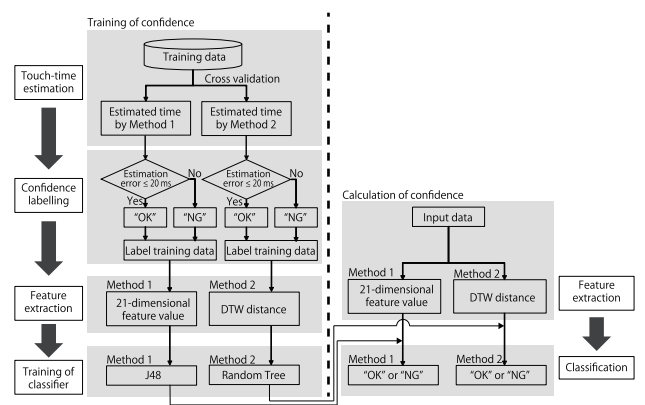 Training of confidence
Training data
Cross validation
Touch-time
estimation
Estimated time
by Method 1
Estimated time
by Method 2
Confidence
labelling
Estimation
error ≤ 20 ms
No
Yes
"OK"
"NG"
Estimation
error ≤ 20 ms
No
Yes
"OK"
"NG"
Label training data
Label training data
Feature
extraction
Method 1
21-dimensional
feature value
Method 2
DTW distance
Training of
classifier
Method 1
J48
Method 2
Random Tree
Calculation of confidence
Input data
Method 1
21-dimensional
feature value
Method 2
DTW distance
Feature
extraction
Method 1
"OK" or "NG"
Method 2
"OK" or "NG"
Classification